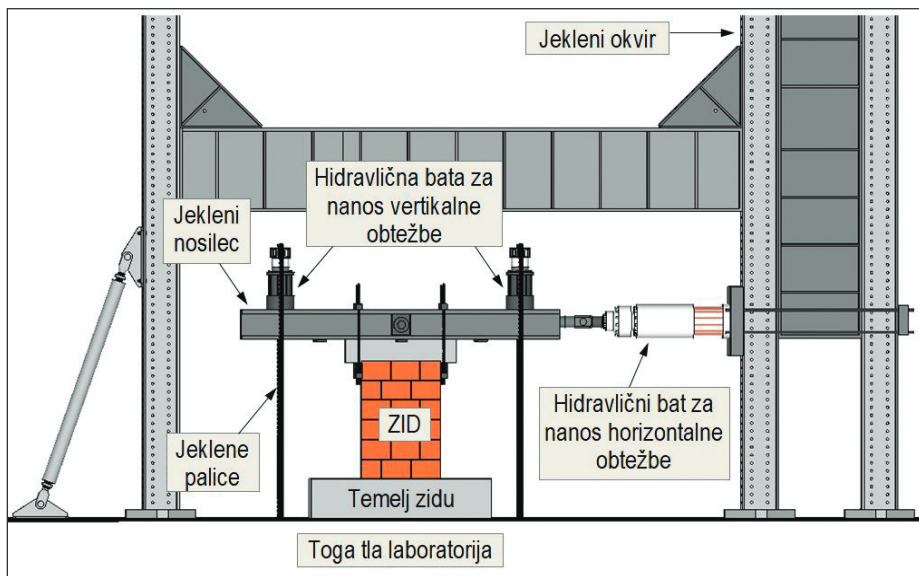 Jekleni okvir
Hidravlična bata za
nanos vertikalne
obtežbe
Jekleni
nosilec
ZID
Hidravlični bat za
nanos horizontalne
obtežbe
Jeklene
palice
Temelj zidu
Toga tla laboratorija